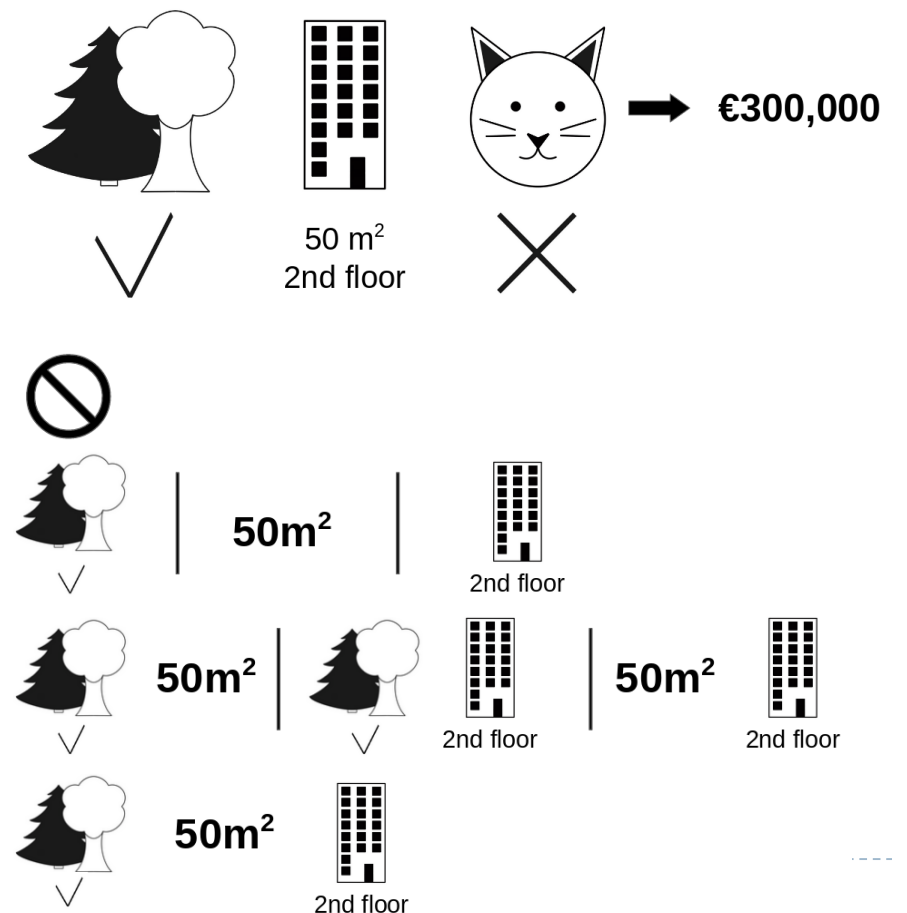 €300,000
50 m²
2nd floor
50m²
2nd floor
50m² 50m²
2nd floor 2nd floor
50m²
2nd floor